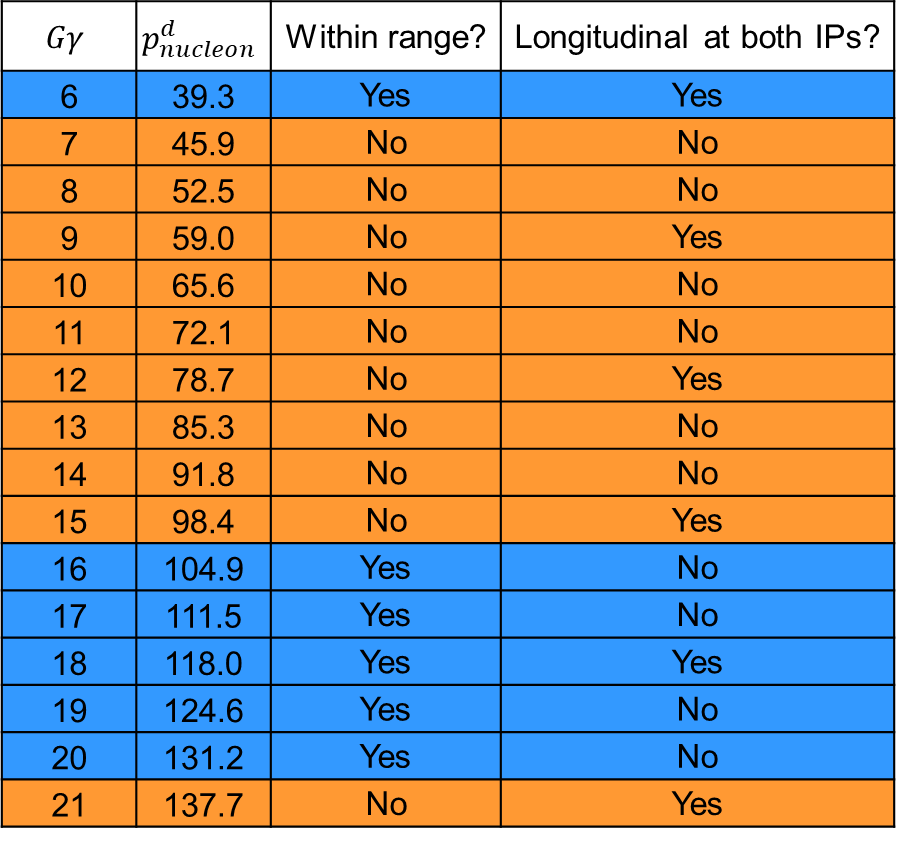 Gγ p^d_nucleon Within range? Longitudinal at both IPs?
6 39.3 Yes Yes
7 45.9 No No
8 52.5 No No
9 59.0 No Yes
10 65.6 No No
11 72.1 No No
12 78.7 No Yes
13 85.3 No No
14 91.8 No No
15 98.4 No Yes
16 104.9 Yes No
17 111.5 Yes No
18 118.0 Yes Yes
19 124.6 Yes No
20 131.2 Yes No
21 137.7 No Yes